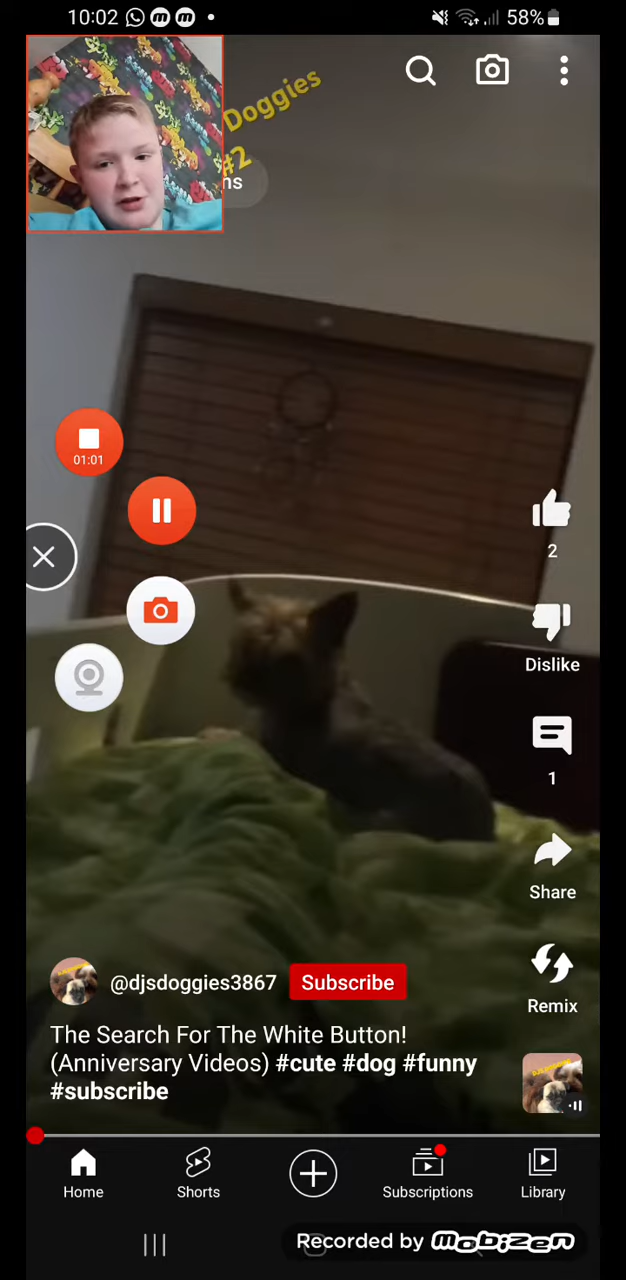 10:02
58%
Doggies
#2
ns
01:01
2
Dislike
1
Share
Remix
@djsdoggies3867
Subscribe
The Search For The White Button!
(Anniversary Videos) #cute #dog #funny
#subscribe
Home
Shorts
Subscriptions
Library
Recorded by mobizen